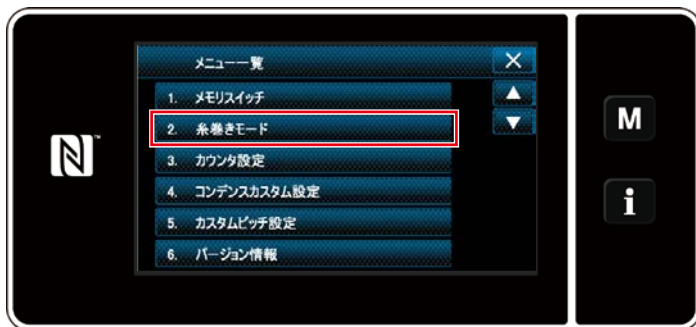 メニュー一覧
1. メモリスイッチ
2. 糸巻きモード
3. カウンタ設定
4. コンデンスカスタム設定
5. カスタムピッチ設定
6. バージョン情報
M
i
N